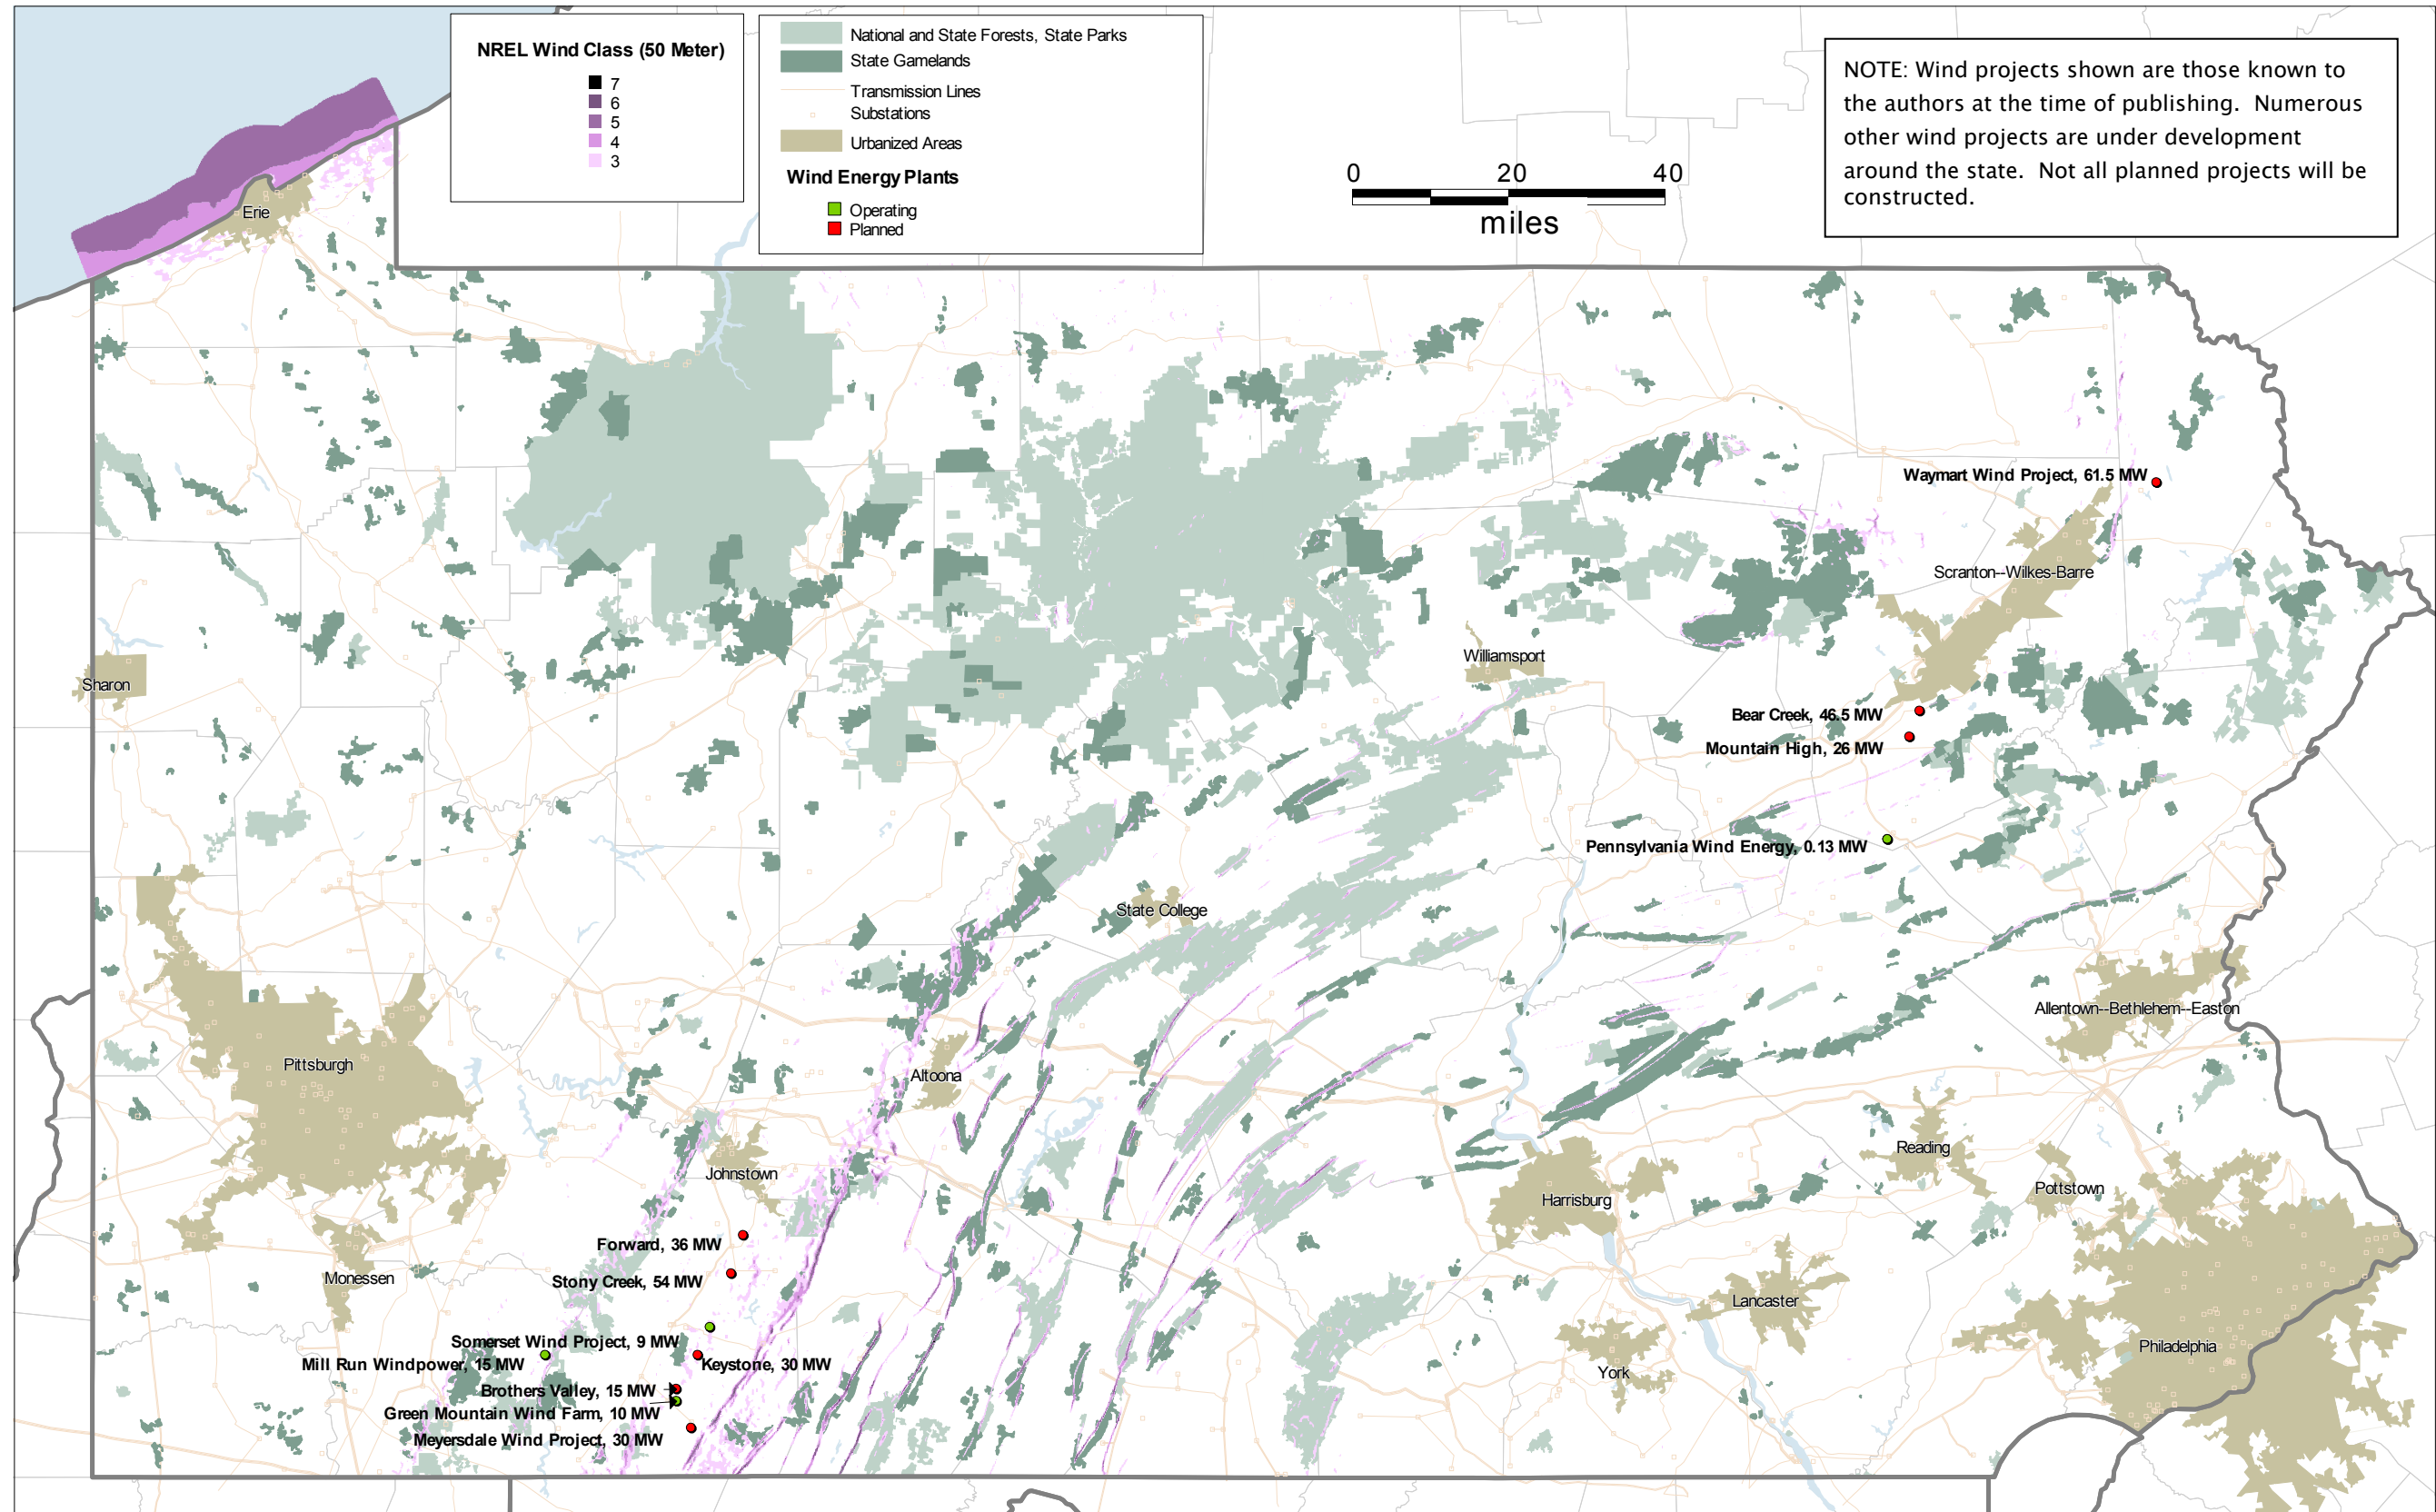 NREL Wind Class (50 Meter)
7
6
5
4
3
National and State Forests, State Parks
State Gamelands
Transmission Lines
Substations
Urbanized Areas
Wind Energy Plants
Operating
Planned
0 20 40
miles
NOTE: Wind projects shown are those known to
the authors at the time of publishing. Numerous
other wind projects are under development
around the state. Not all planned projects will be
constructed.
Erie
Waymart Wind Project, 61.5 MW
Scranton--Wilkes-Barre
Williamsport
Sharon
Bear Creek, 46.5 MW
Mountain High, 26 MW
Pennsylvania Wind Energy, 0.13 MW
State College
Allentown--Bethlehem--Easton
Pittsburgh
Altoona
Reading
Johnstown
Pottstown
Harrisburg
Forward, 36 MW
Monessen
Stony Creek, 54 MW
Lancaster
Somerset Wind Project, 9 MW
Philadelphia
Mill Run Windpower, 15 MW
Keystone, 30 MW
York
Brothers Valley, 15 MW
Green Mountain Wind Farm, 10 MW
Meyersdale Wind Project, 30 MW